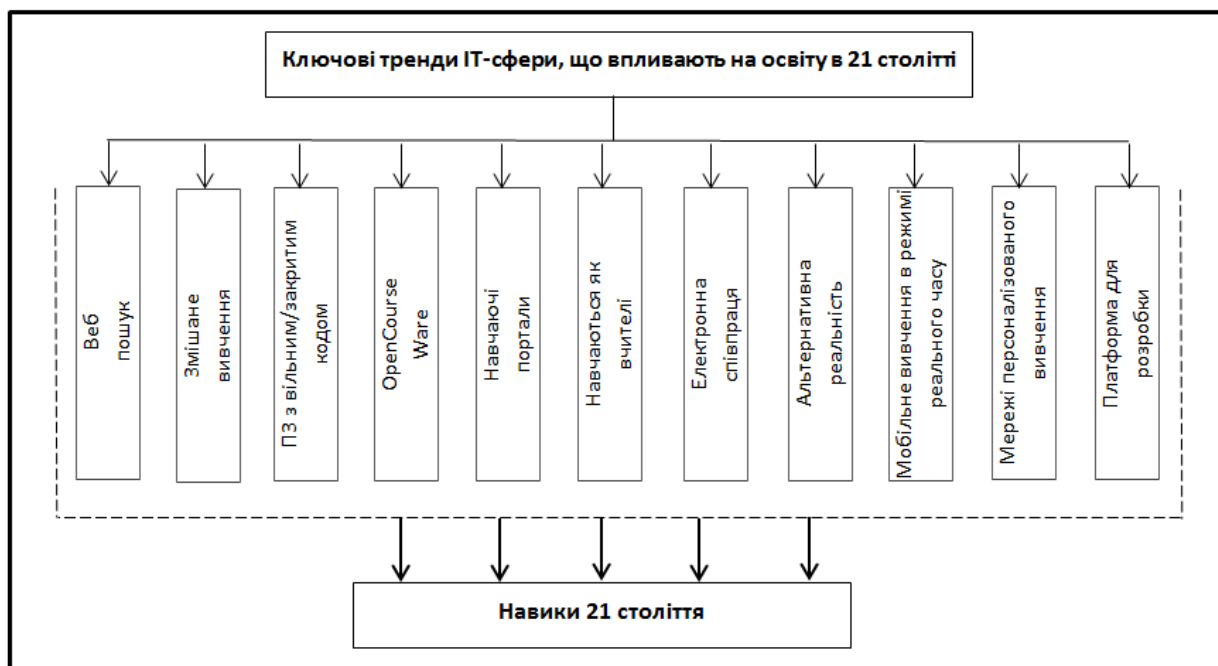 Ключові тренди ІТ-сфери, що впливають на освіту в 21 столітті
Веб
пошук
Змішане
вивчення
ПЗ з вільним/закритим
кодом
OpenCourse
Ware
Навчаючі
портали
Навчаються як
вчителі
Електронна
співпраця
Альтернативна
реальність
Мобільне вивчення в режимі
реального часу
Мережі персоналізованого
вивчення
Платформа для
розробки
Навики 21 століття